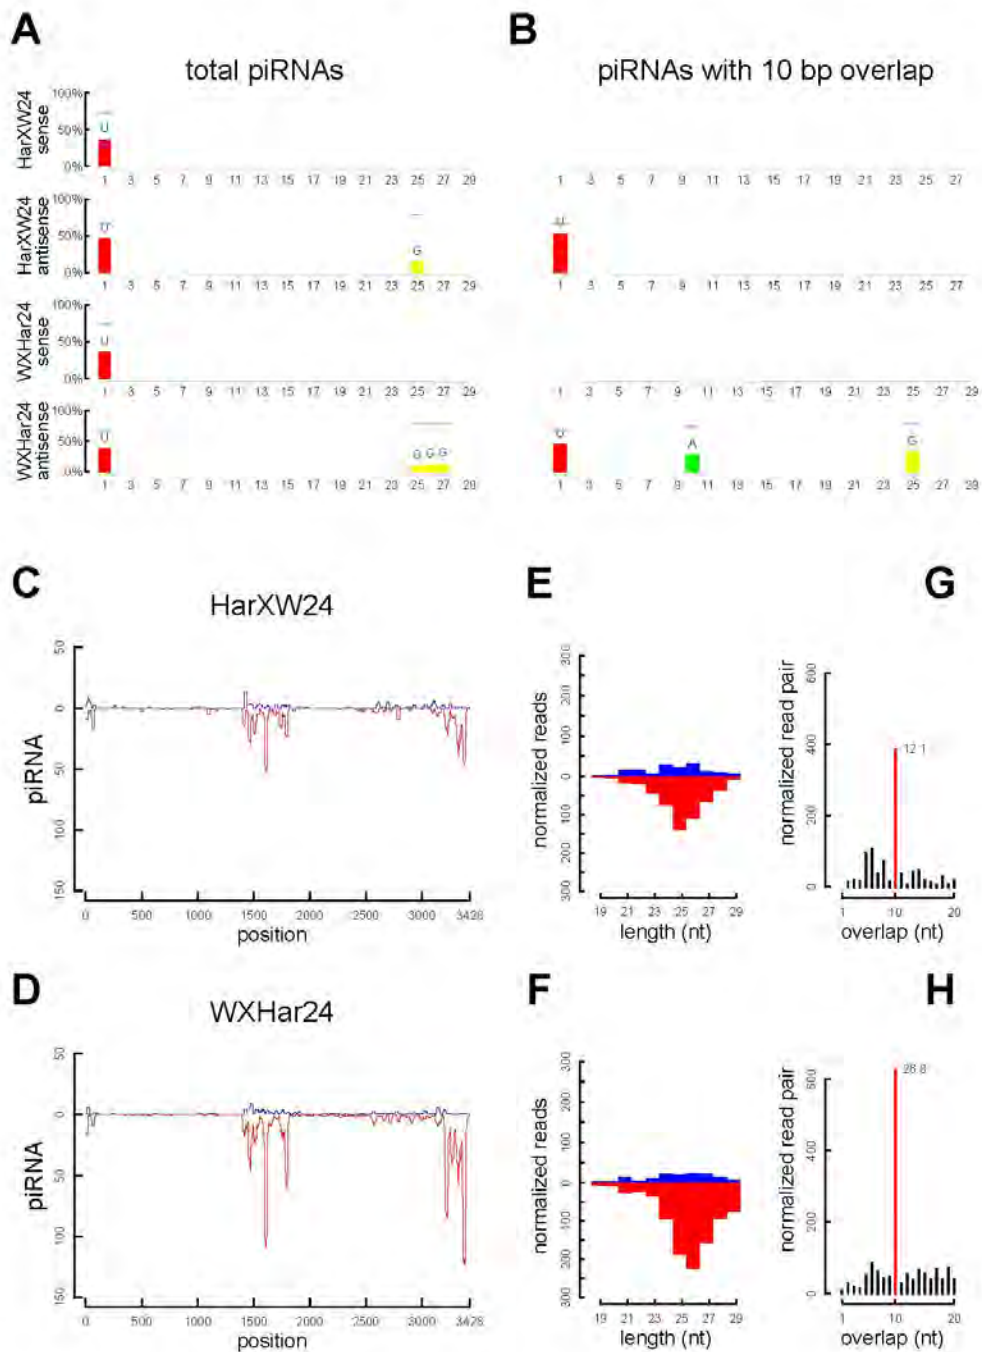 A
B
total piRNAs
piRNAs with 10 bp overlap
HarXW24
sense
100%
50%
0%
U
1 3 5 7 9 11 13 15 17 19 21 23 25 27 29
1 3 5 7 9 11 13 15 17 19 21 23 25 27
HarXW24
antisense
100%
50%
0%
U
G
U
1 3 5 7 9 11 13 15 17 19 21 23 25 27 29
1 3 5 7 9 11 13 15 17 19 21 23 25 27
WXHar24
sense
100%
50%
0%
U
1 3 5 7 9 11 13 15 17 19 21 23 25 27 29
1 3 5 7 9 11 13 15 17 19 21 23 25 27 29
WXHar24
antisense
100%
50%
0%
U
G G G
U
A
G
1 3 5 7 9 11 13 15 17 19 21 23 25 27 29
1 3 5 7 9 11 13 15 17 19 21 23 25 27 29
C
HarXW24
piRNA
50
0
50
100
150
0 500 1000 1500 2000 2500 3000 3428
position
E
normalized reads
300
200
100
0
100
200
300
19 21 23 25 27 29
length (nt)
G
normalized read pair
600
400
200
0
12.1
1 10 20
overlap (nt)
D
WXHar24
piRNA
50
0
50
100
150
0 500 1000 1500 2000 2500 3000 3428
position
F
normalized reads
300
200
100
0
100
200
300
19 21 23 25 27 29
length (nt)
H
normalized read pair
600
400
200
0
26.8
1 10 20
overlap (nt)